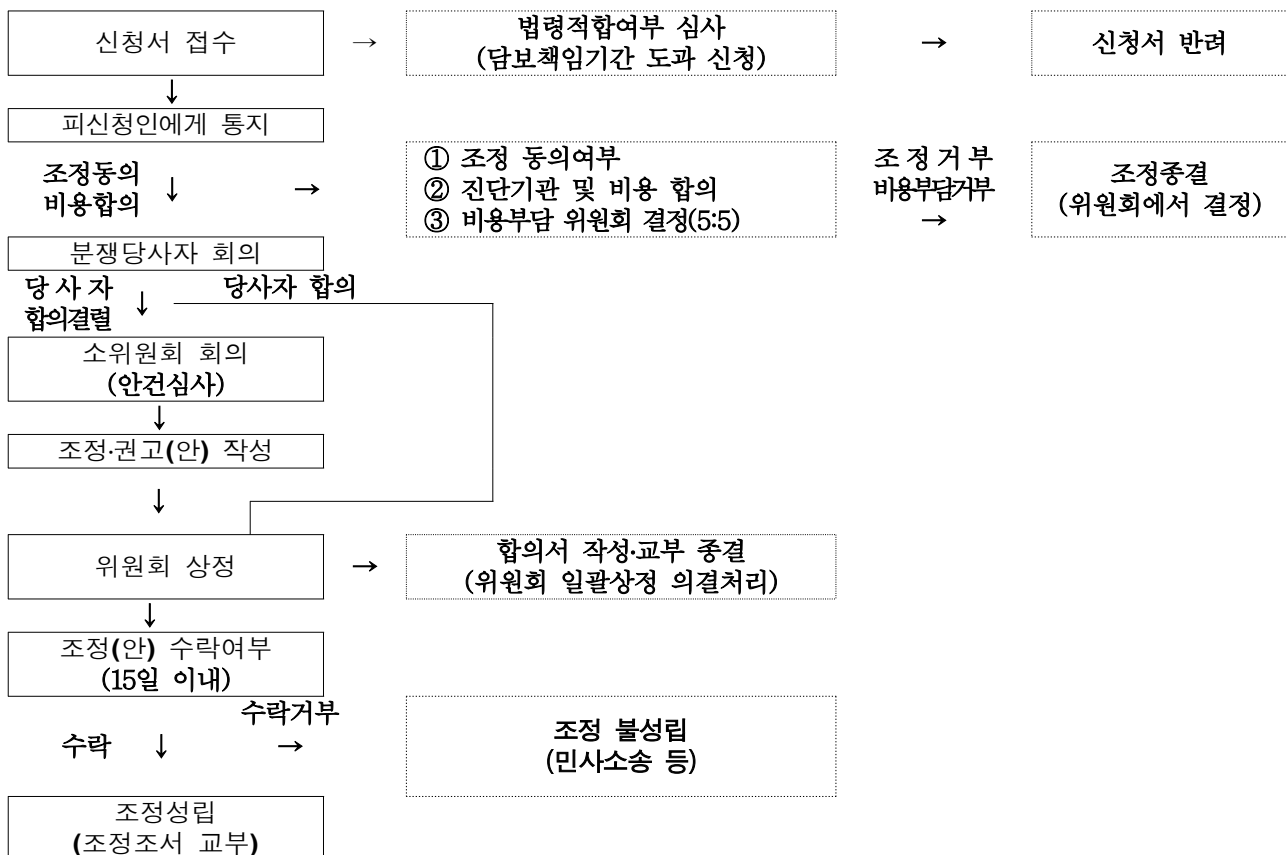 신청서 접수 → 법령적합여부 심사 → 신청서 반려
(담보책임기간 도과 신청)
↓
피신청인에게 통지
조정동의
비용합의
↓ →
① 조정 동의여부
② 진단기관 및 비용 합의
③ 비용부담 위원회 결정(5:5)
조정거부
비용부담거부
→
조정종결
(위원회에서 결정)
분쟁당사자 회의
당사자
합의결렬
↓
당사자 합의
소위원회 회의
(안건심사)
↓
조정·권고(안) 작성
↓
위원회 상정 → 합의서 작성·교부 종결
(위원회 일괄상정 의결처리)
↓
조정(안) 수락여부
(15일 이내)
수락 ↓
수락거부
→
조정 불성립
(민사소송 등)
조정성립
(조정조서 교부)